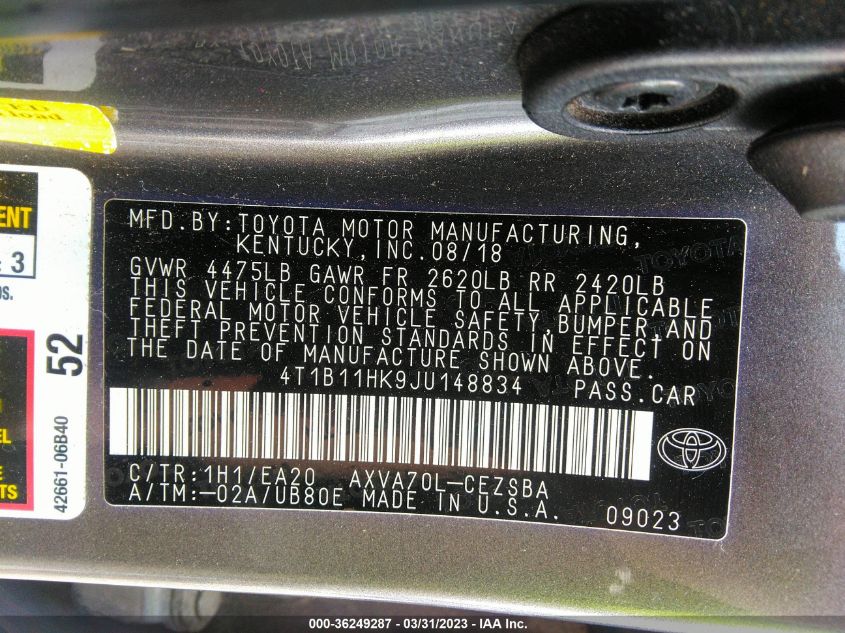 MFD. BY: TOYOTA MOTOR MANUFACTURING,
KENTUCKY, INC. 08/18
GVWR 4475LB GAWR FR 2620LB RR 2420LB
THIS VEHICLE CONFORMS TO ALL APPLICABLE
FEDERAL MOTOR VEHICLE SAFETY, BUMPER, AND
THEFT PREVENTION STANDARDS IN EFFECT ON
THE DATE OF MANUFACTURE SHOWN ABOVE.
4T1B11HK9JU148834 PASS. CAR
C/TR: 1H1/EA20 AXVA70L-CEZSBA
A/TM: -02A/UB80E MADE IN U.S.A. 09023
52
42661-06B40
3
000-36249287 - 03/31/2023 - IAA Inc.